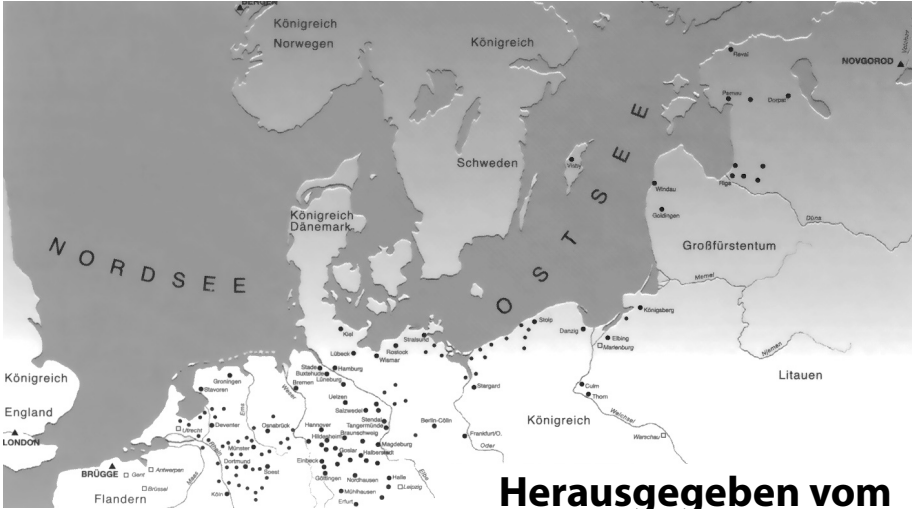 BERGEN
Königreich
Norwegen
Königreich
Schweden
Reval
NOVGOROD
Pernau
Dorpat
Visby
Riga
Windau
Goldingen
Düna
Großfürstentum
Memel
Königreich
Dänemark
NORDSEE
OSTSEE
Königsberg
Stolp
Danzig
Elbing
Marienburg
Niemen
Litauen
Kiel
Stralsund
Rostock
Lübeck
Wismar
Stade
Hamburg
Buxtehude
Lüneburg
Bremen
Groningen
Stavoren
Königreich
England
LONDON
Weser
Ems
Uelzen
Salzwedel
Stendal
Tangermünde
Berlin-Cölln
Stargard
Frankfurt/O.
Oder
Culm
Thorn
Weichsel
Königreich
Warschau
Utrecht
Deventer
Osnabrück
Hannover
Braunschweig
Hildesheim
Magdeburg
Münster
Rhein
Dortmund
Goslar
Halberstadt
Einbeck
Soest
Maas
Göttingen
Nordhausen
Halle
Elbe
Leipzig
Mühlhausen
Erfurt
Köln
BRÜGGE
Gent
Antwerpen
Brüssel
Flandern
Herausgegeben vom